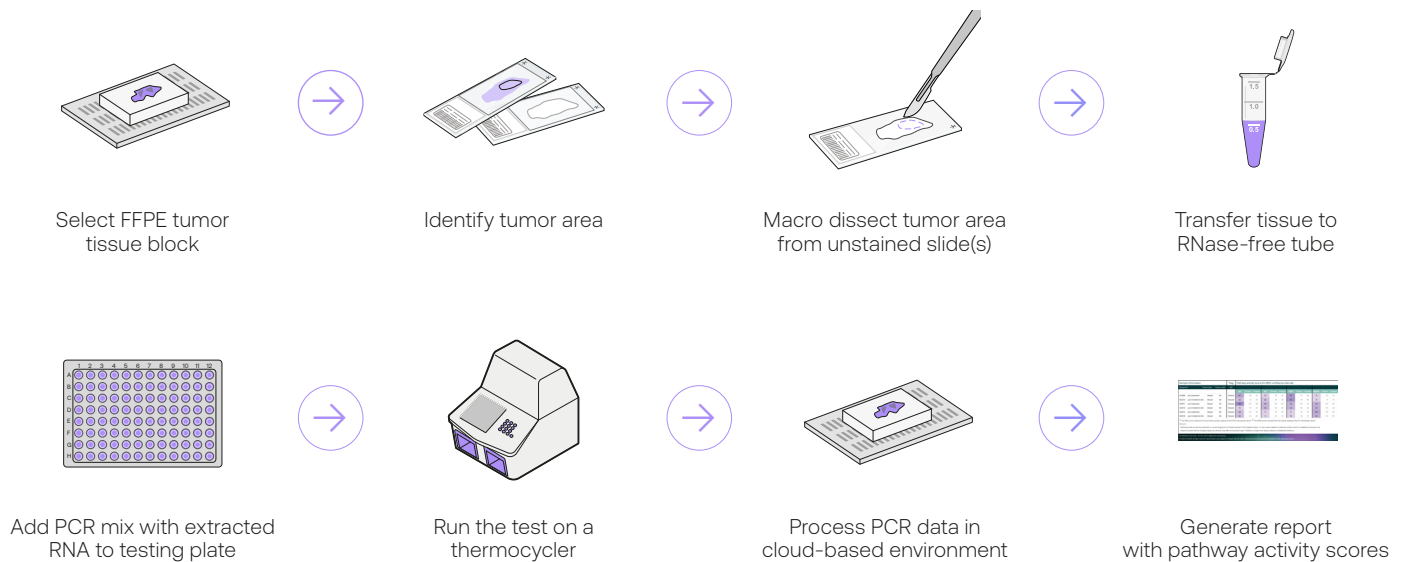 1.5
1.0
0.5
Select FFPE tumor
tissue block
Identify tumor area
Macro dissect tumor area
from unstained slide(s)
Transfer tissue to
RNase-free tube
1 2 3 4 5 6 7 8 9 10 11 12
A
B
C
D
E
F
G
H
Add PCR mix with extracted
RNA to testing plate
Run the test on a
thermocycler
Process PCR data in
cloud-based environment
Generate report
with pathway activity scores